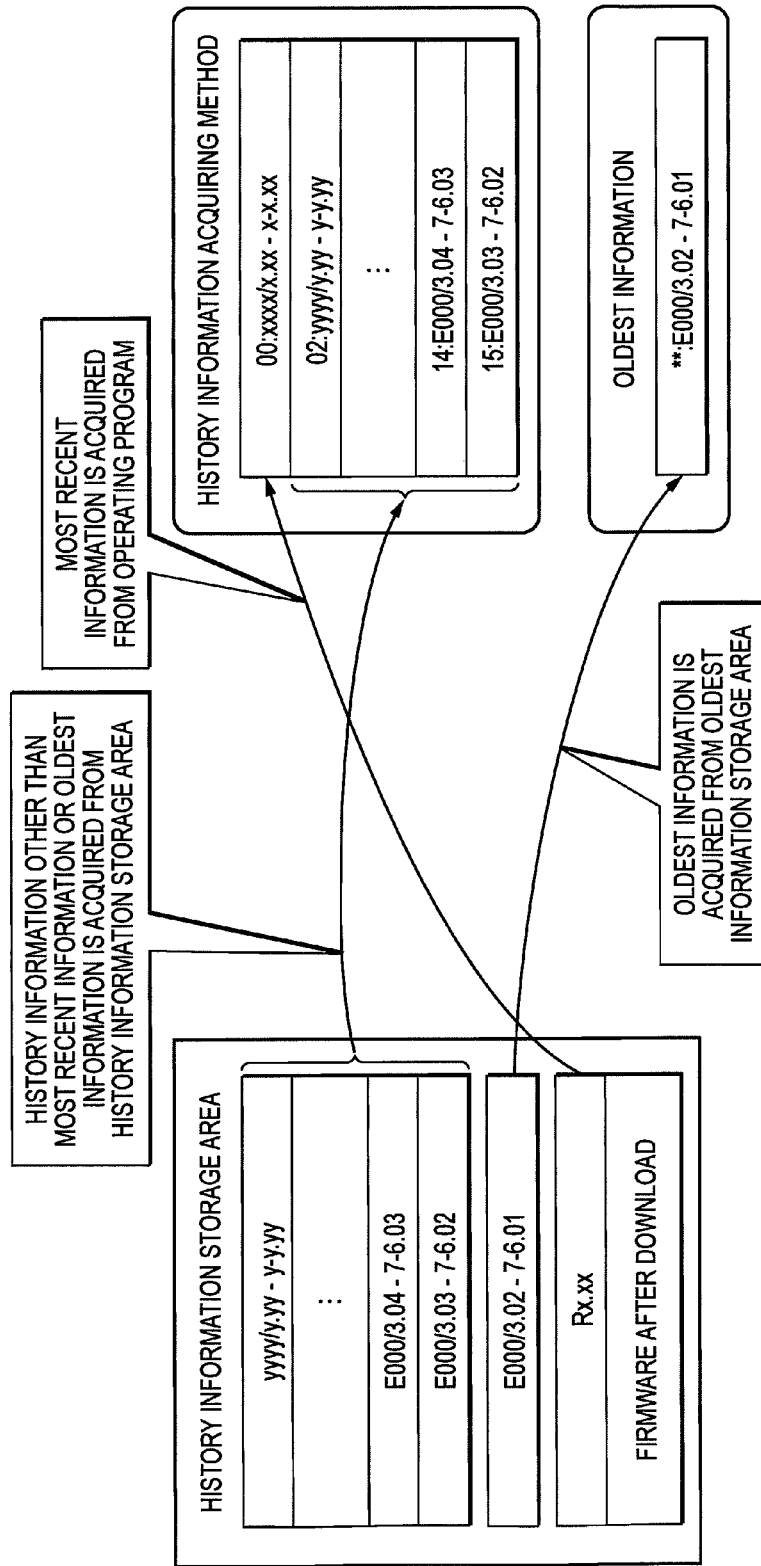 HISTORY INFORMATION OTHER THAN
MOST RECENT INFORMATION OR OLDEST
INFORMATION IS ACQUIRED FROM
HISTORY INFORMATION STORAGE AREA
MOST RECENT
INFORMATION IS ACQUIRED
FROM OPERATING PROGRAM
HISTORY INFORMATION STORAGE AREA
yyyy/y.yy - y-y.yy
⋮
E000/3.04 - 7-6.03
E000/3.03 - 7-6.02
E000/3.02 - 7-6.01
Rx.xx
FIRMWARE AFTER DOWNLOAD
HISTORY INFORMATION ACQUIRING METHOD
00:xxxx/x.xx - x-x.xx
02:yyyy/y.yy - y-y.yy
⋮
14:E000/3.04 - 7-6.03
15:E000/3.03 - 7-6.02
OLDEST INFORMATION
**:E000/3.02 - 7-6.01
OLDEST INFORMATION IS
ACQUIRED FROM OLDEST
INFORMATION STORAGE AREA